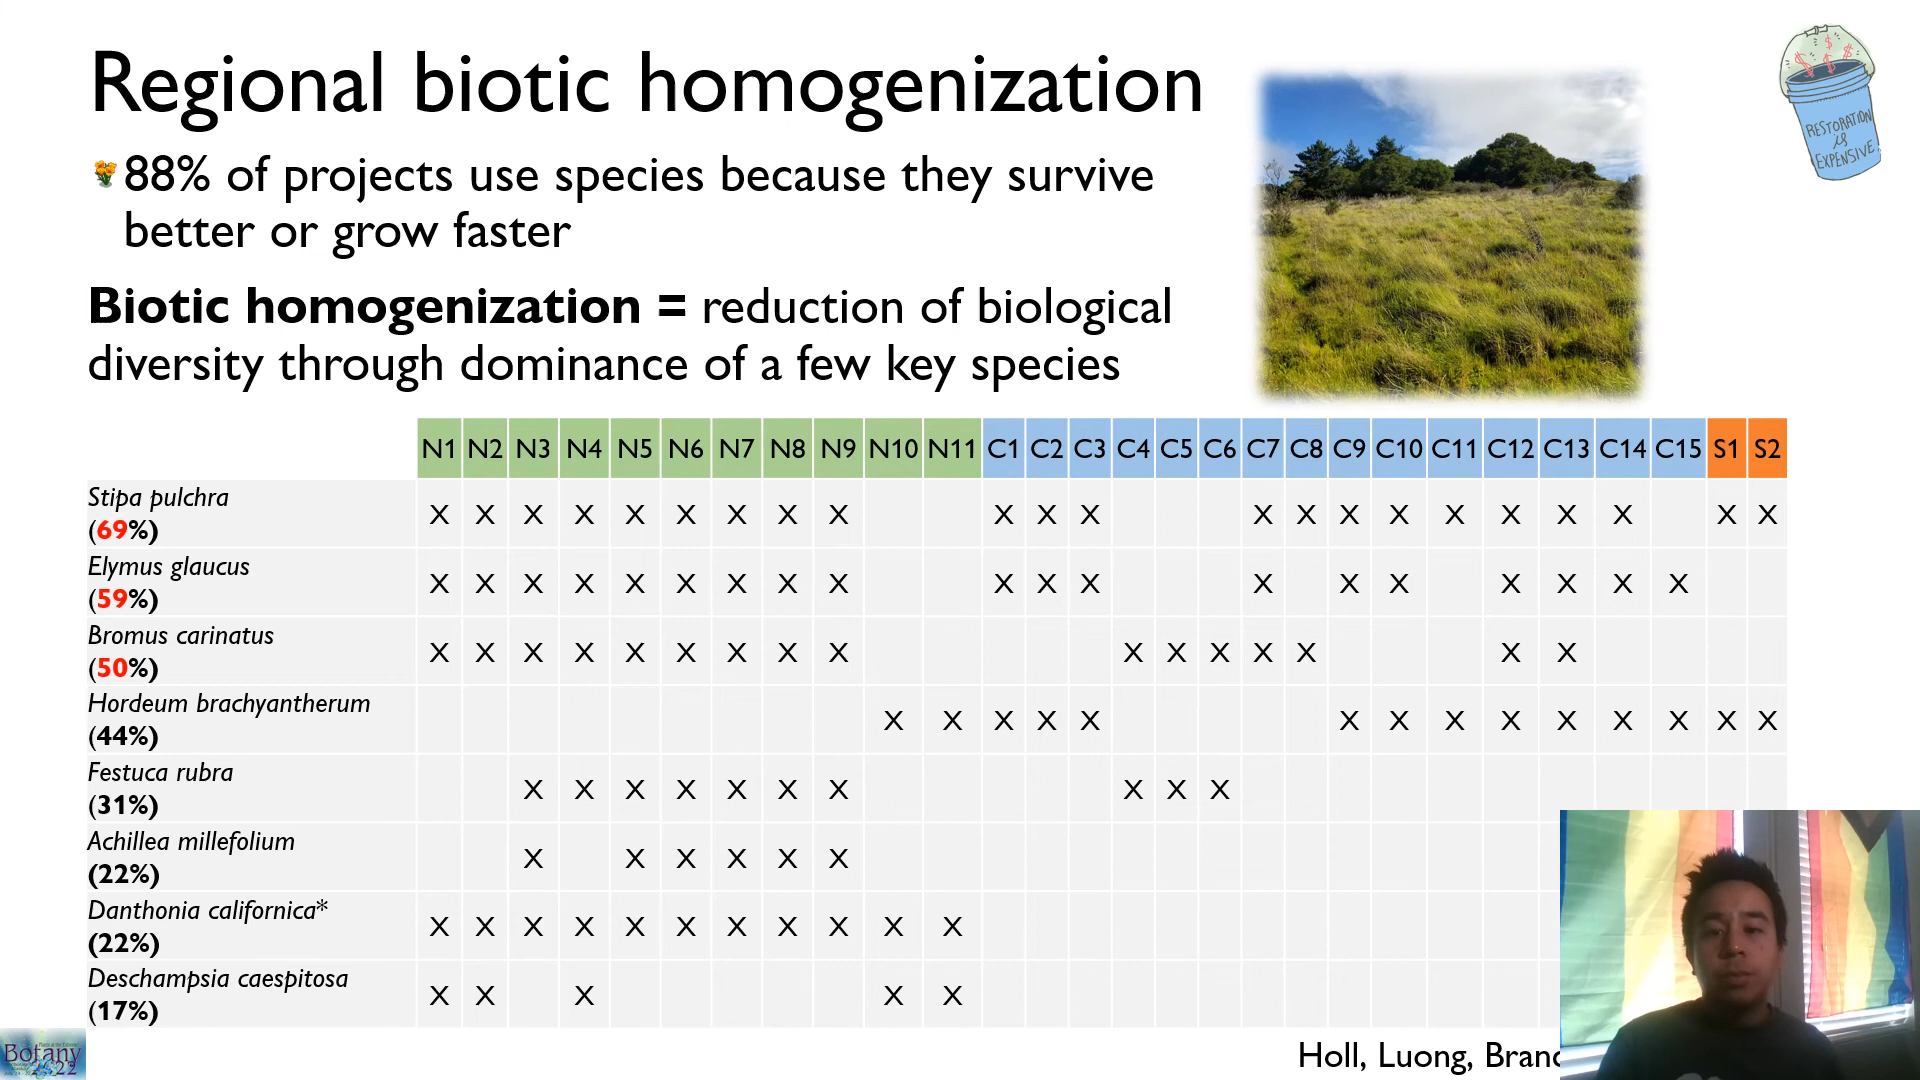 Regional biotic homogenization
88% of projects use species because they survive
better or grow faster
Biotic homogenization = reduction of biological
diversity through dominance of a few key species
RESTORATION
is
EXPENSIVE
N1 N2 N3 N4 N5 N6 N7 N8 N9 N10 N11 C1 C2 C3 C4 C5 C6 C7 C8 C9 C10 C11 C12 C13 C14 C15 S1 S2
Stipa pulchra
(69%) X X X X X X X X X X X X X X X X X X X X X X
Elymus glaucus
(59%) X X X X X X X X X X X X X X X X X X X
Bromus carinatus
(50%) X X X X X X X X X X X X X X X X
Hordeum brachyantherum
(44%) X X X X X X X X X X X X X X
Festuca rubra
(31%) X X X X X X X X X X
Achillea millefolium
(22%) X X X X X X
Danthonia californica*
(22%) X X X X X X X X X X X
Deschampsia caespitosa
(17%) X X X X X
Botany
2022
Holl, Luong,